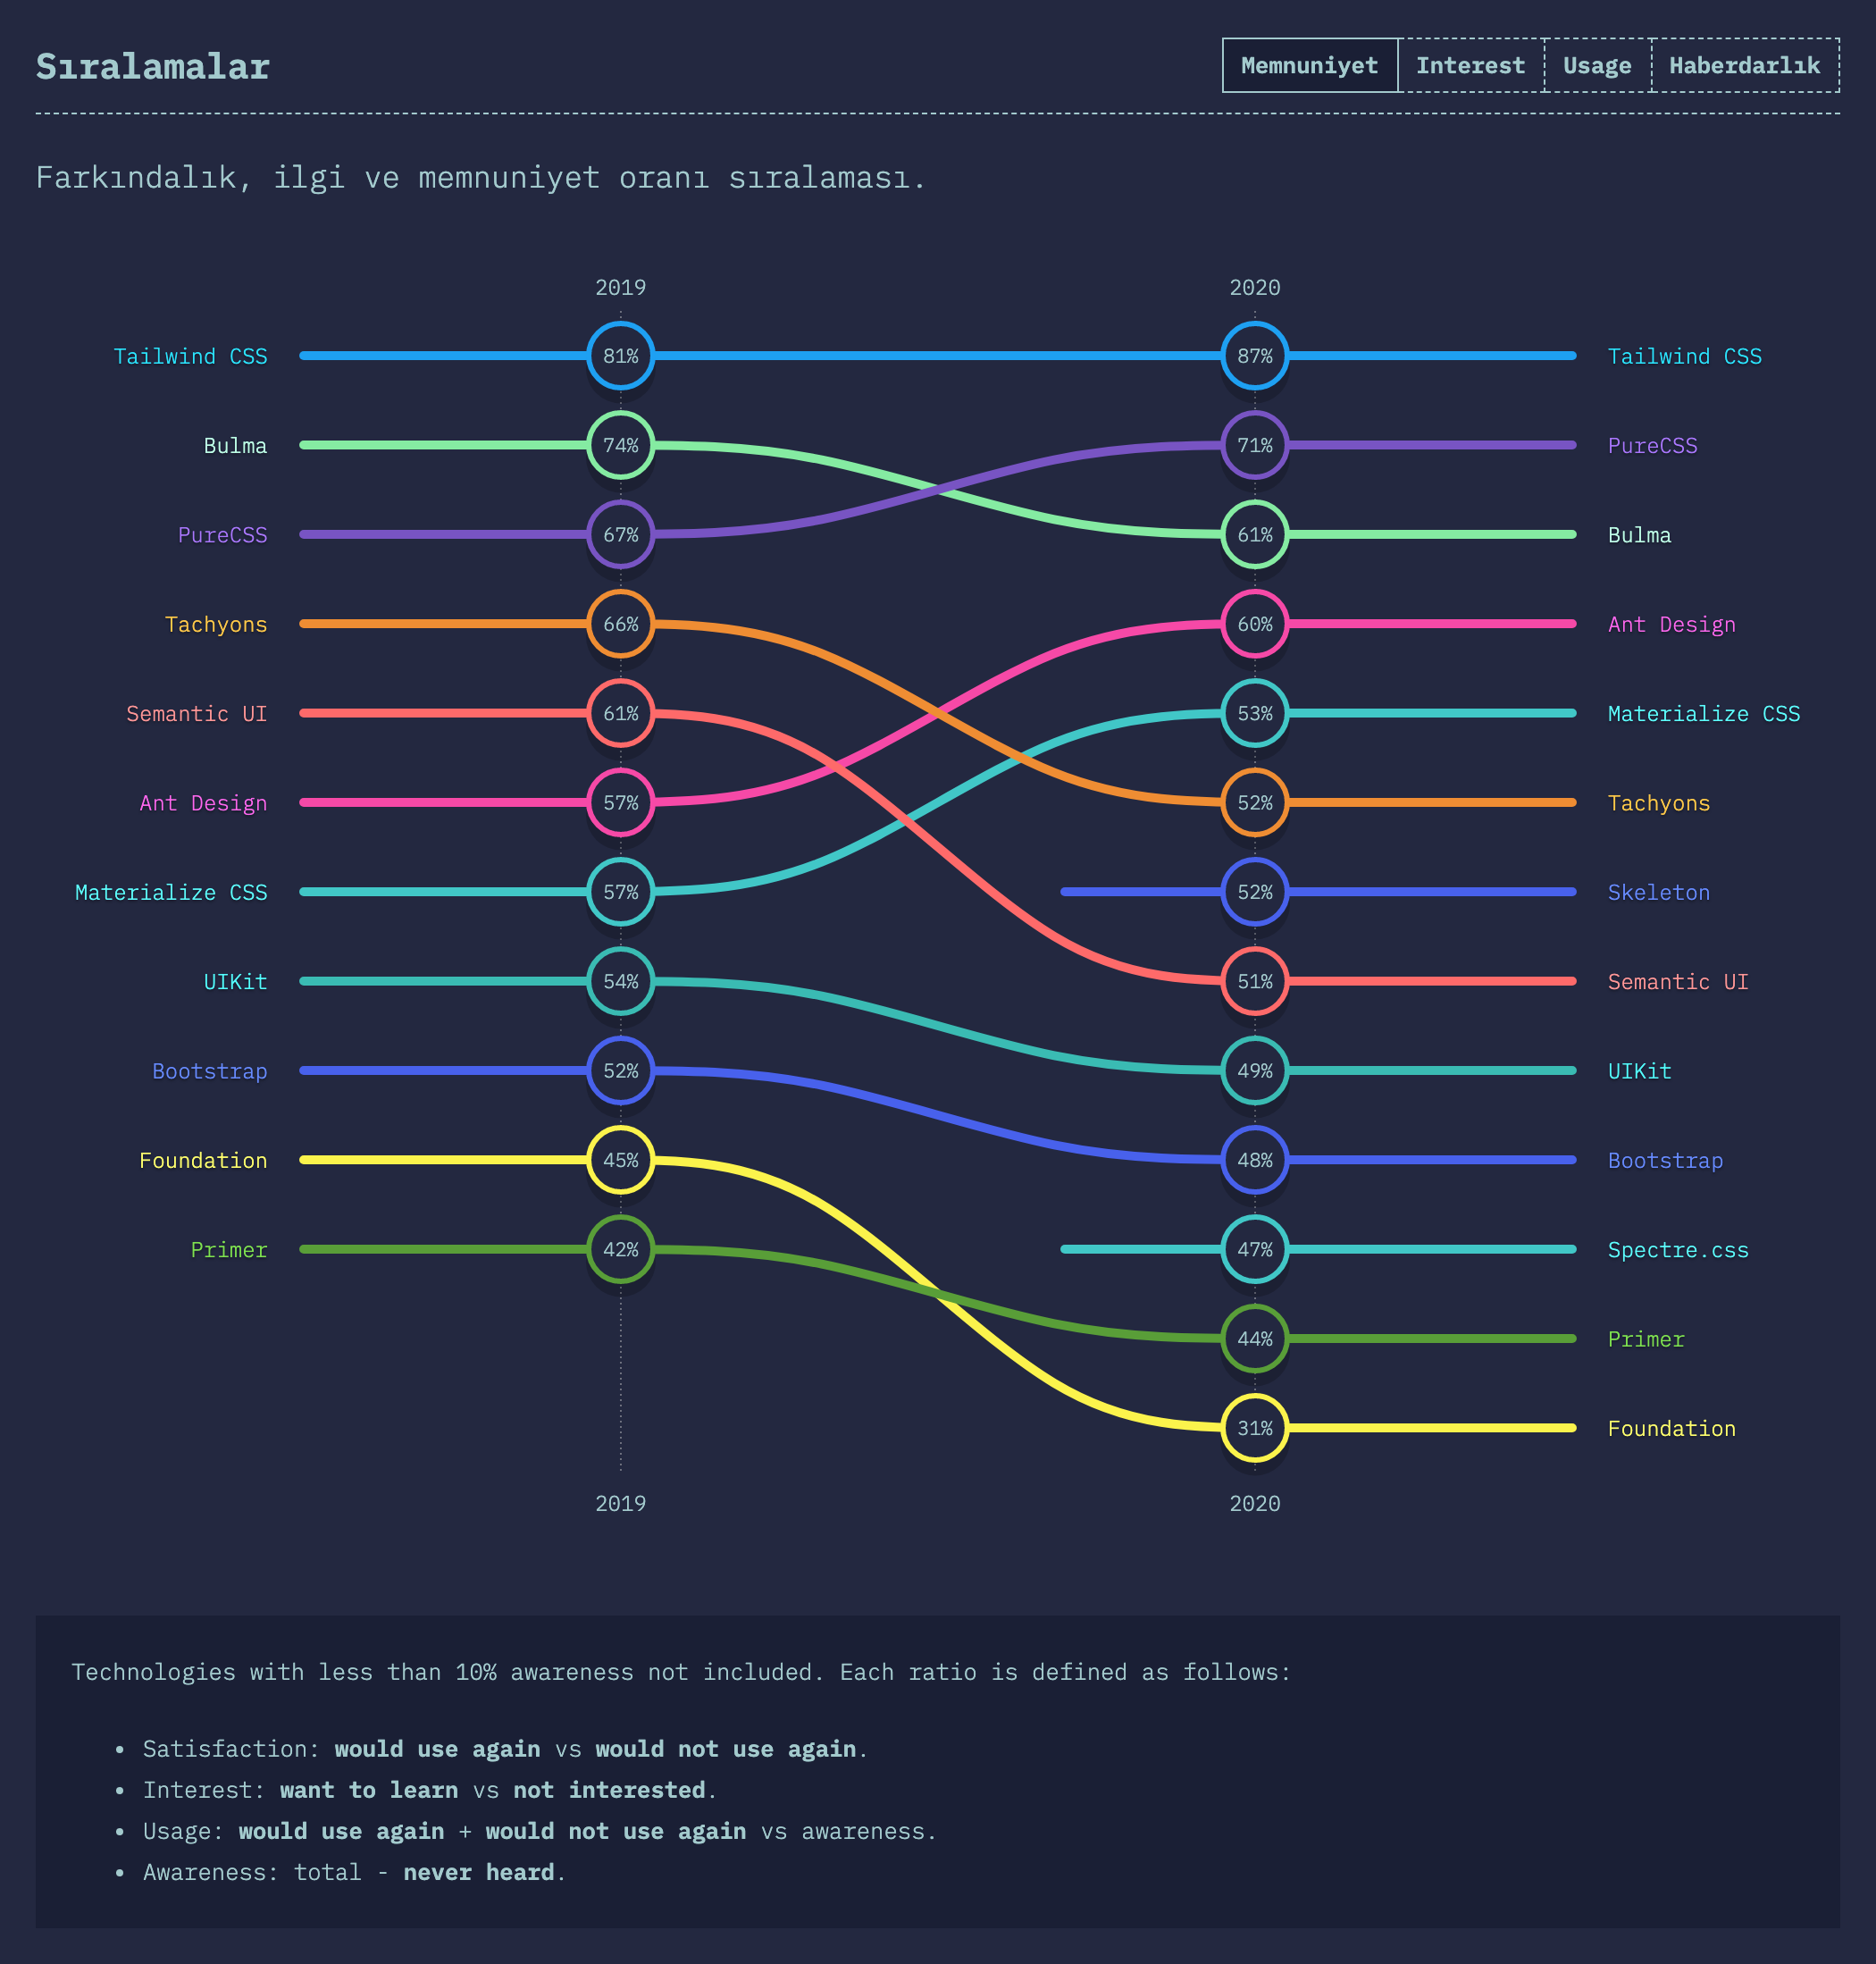 Sıralamalar
Memnuniyet Interest Usage Haberdarlık
Farkındalık, ilgi ve memnuniyet oranı sıralaması.
2019 2020
Tailwind CSS 81% 87% Tailwind CSS
Bulma 74% 71% PureCSS
PureCSS 67% 61% Bulma
Tachyons 66% 60% Ant Design
Semantic UI 61% 53% Materialize CSS
Ant Design 57% 52% Tachyons
Materialize CSS 57% 52% Skeleton
UIKit 54% 51% Semantic UI
Bootstrap 52% 49% UIKit
Foundation 45% 48% Bootstrap
Primer 42% 47% Spectre.css
44% Primer
31% Foundation
2019 2020
Technologies with less than 10% awareness not included. Each ratio is defined as follows:
• Satisfaction: would use again vs would not use again.
• Interest: want to learn vs not interested.
• Usage: would use again + would not use again vs awareness.
• Awareness: total - never heard.